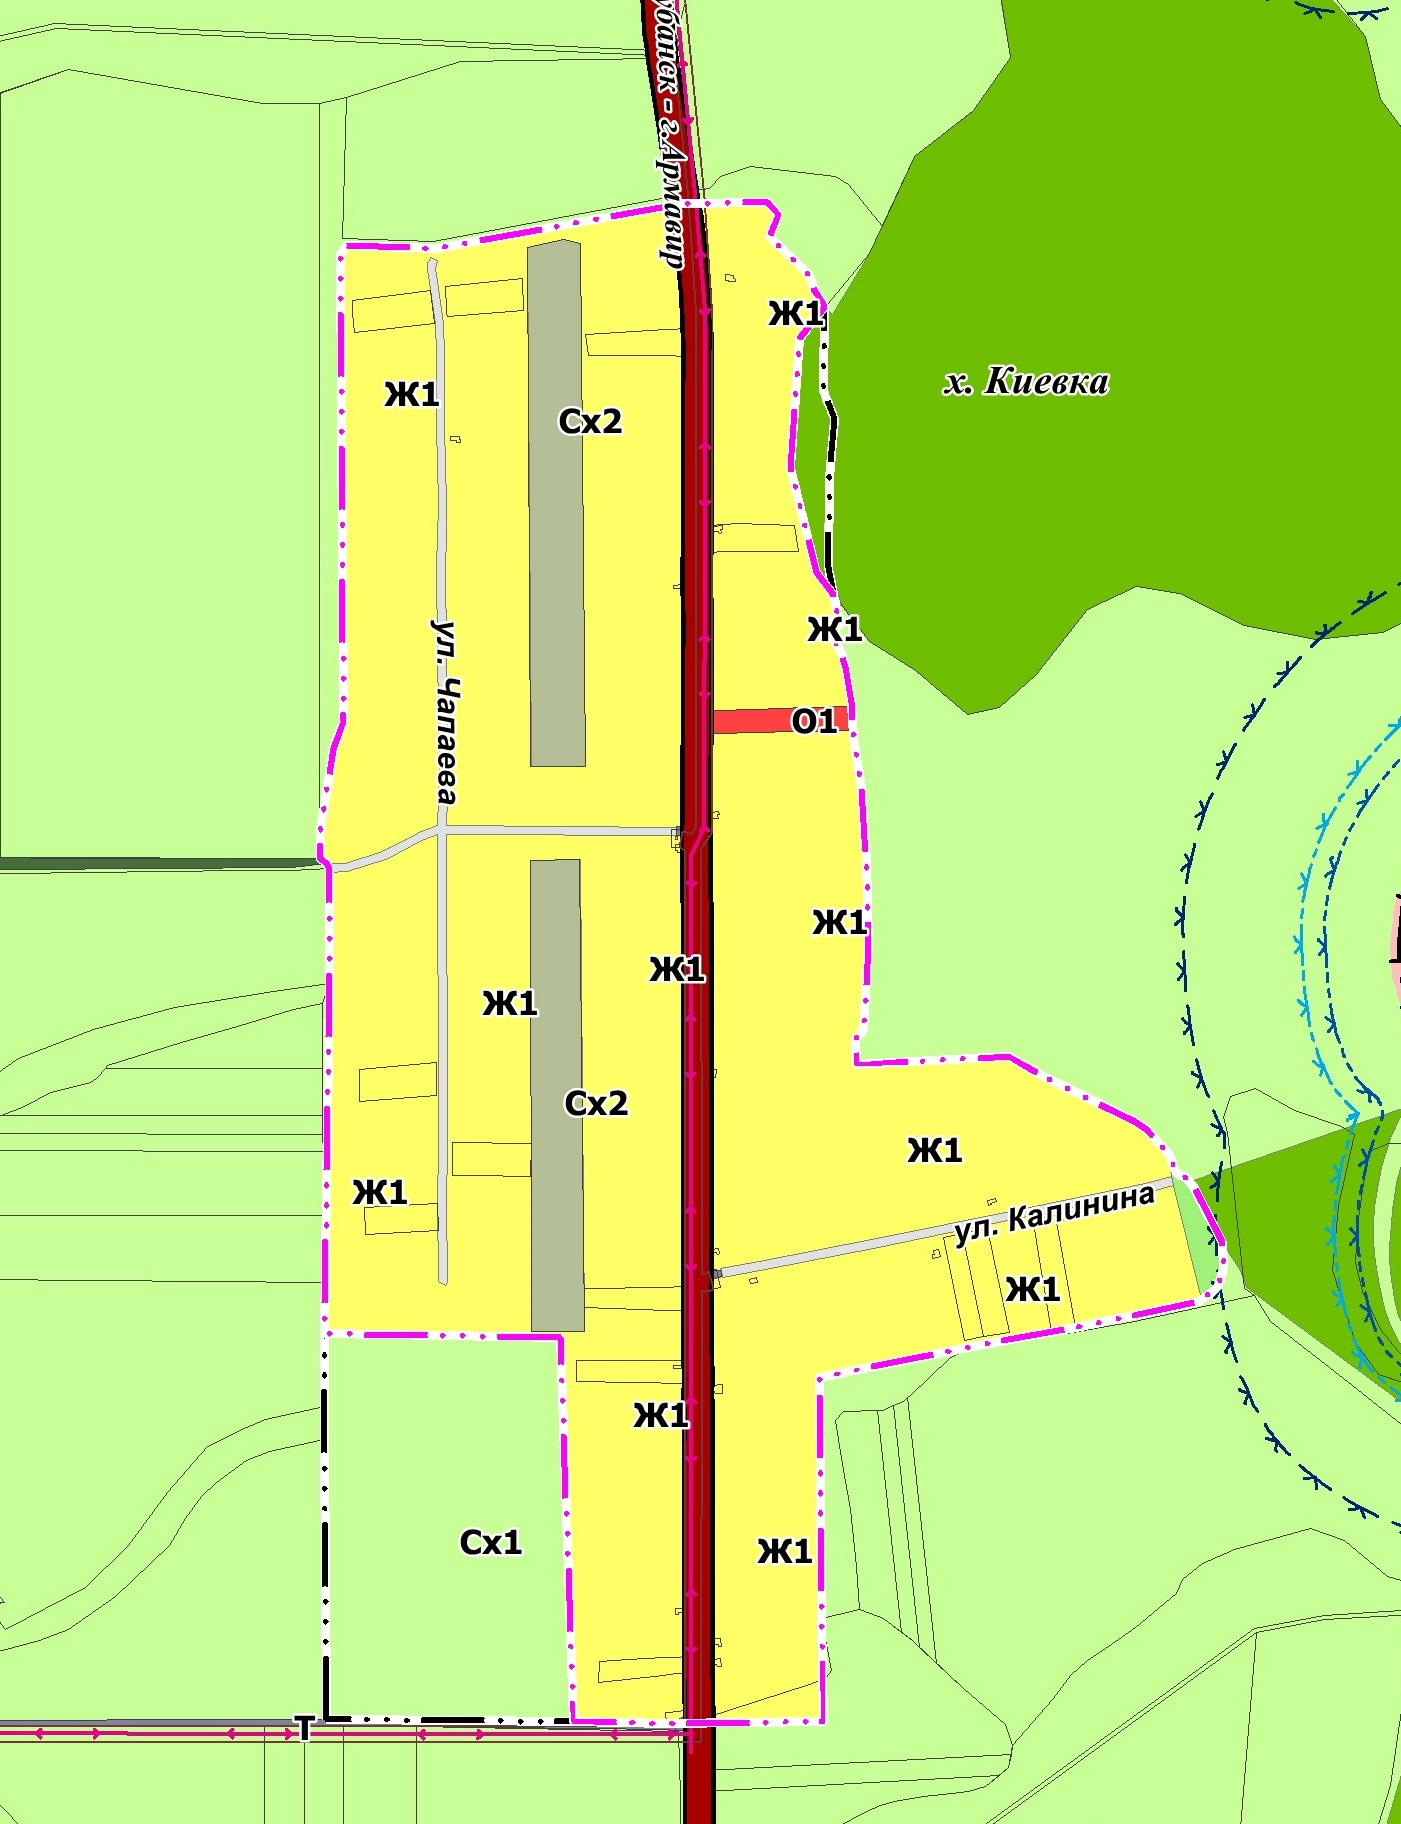 убанск - г.Армавир
Ж1
х. Киевка
Ж1
Сх2
ул. Чапаева
Ж1
О1
Ж1
Ж1
Ж1
Сх2
Ж1
Ж1
ул. Калинина
Ж1
Ж1
Сх1
Ж1
Т